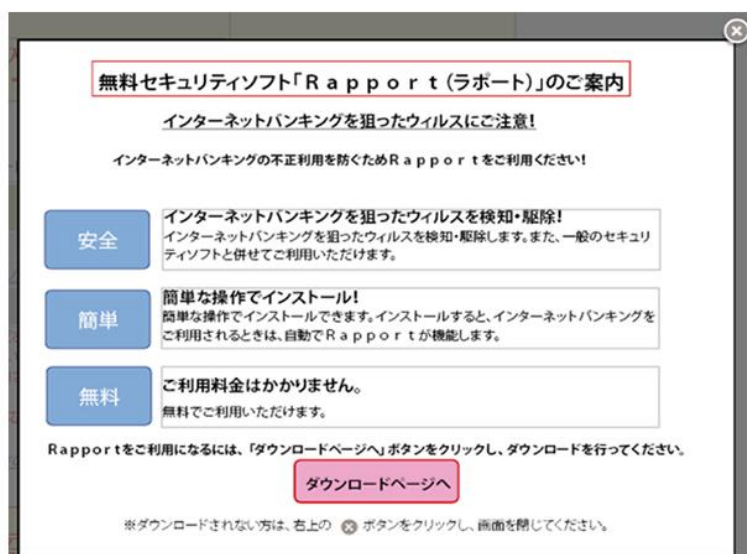 無料セキュリティソフト「Rapport(ラポート)」のご案内
インターネットバンキングを狙ったウィルスにご注意!
インターネットバンキングの不正利用を防ぐためRapportをご利用ください!
安全
インターネットバンキングを狙ったウィルスを検知・駆除!
インターネットバンキングを狙ったウィルスを検知・駆除します。また、一般のセキュリ
ティソフトと併せてご利用いただけます。
簡単
簡単な操作でインストール!
簡単な操作でインストールできます。インストールすると、インターネットバンキングを
ご利用されるときは、自動でRapportが機能します。
無料
ご利用料金はかかりません。
無料でご利用いただけます。
Rapportをご利用になるには、「ダウンロードページへ」ボタンをクリックし、ダウンロードを行ってください。
ダウンロードページへ
※ダウンロードされない方は、右上の ボタンをクリックし、画面を閉じてください。